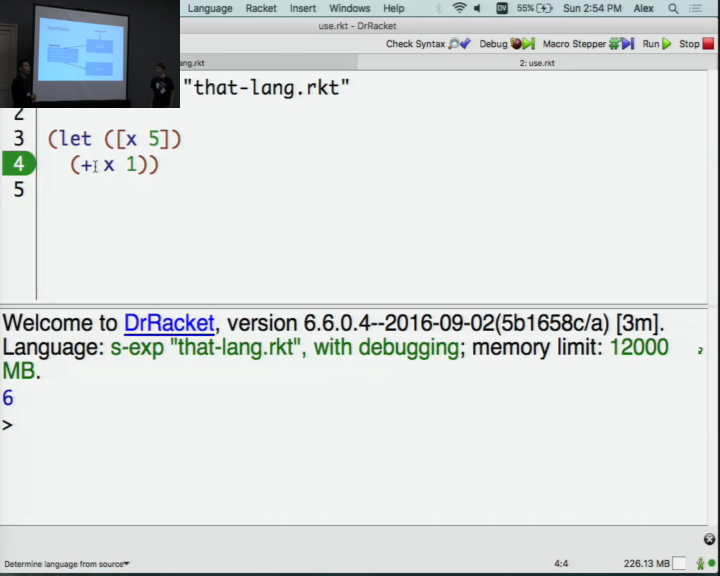 Language Racket Insert Windows Help DV 55% Sun 2:54 PM Alex
use.rkt - DrRacket
Check Syntax Debug Macro Stepper Run Stop
ang.rkt 2: use.rkt
"that-lang.rkt"
2
3 (let ([x 5])
4 (+ x 1))
5
Welcome to DrRacket, version 6.6.0.4--2016-09-02(5b1658c/a) [3m].
Language: s-exp "that-lang.rkt", with debugging; memory limit: 12000
MB.
6
>
Determine language from source 4:4 226.13 MB